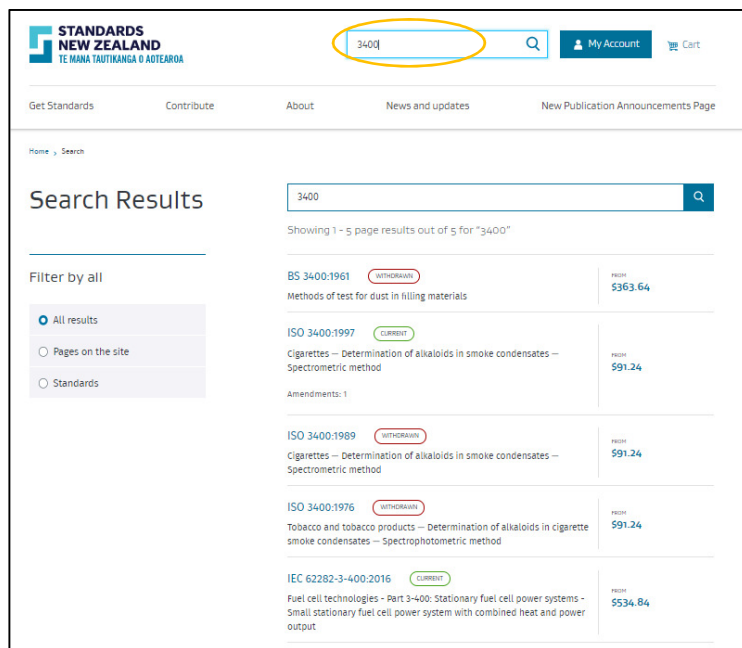 STANDARDS
NEW ZEALAND
TE MANA TAUTIKANGA O AOTEAROA
3400
My Account
Cart
Get Standards
Contribute
About
News and updates
New Publication Announcements Page
Home > Search
Search Results
3400
Showing 1 - 5 page results out of 5 for "3400"
Filter by all
All results
Pages on the site
Standards
BS 3400:1961 WITHDRAWN
Methods of test for dust in filling materials
FROM
$363.64
ISO 3400:1997 CURRENT
Cigarettes — Determination of alkaloids in smoke condensates —
Spectrometric method
Amendments: 1
FROM
$91.24
ISO 3400:1989 WITHDRAWN
Cigarettes — Determination of alkaloids in smoke condensates —
Spectrometric method
FROM
$91.24
ISO 3400:1976 WITHDRAWN
Tobacco and tobacco products — Determination of alkaloids in cigarette
smoke condensates — Spectrophotometric method
FROM
$91.24
IEC 62282-3-400:2016 CURRENT
Fuel cell technologies - Part 3-400: Stationary fuel cell power systems -
Small stationary fuel cell power system with combined heat and power
output
FROM
$534.84